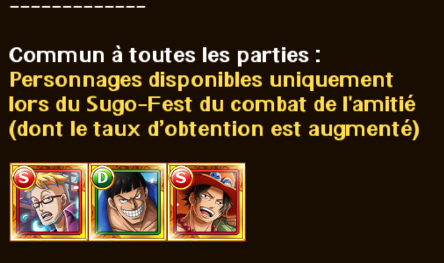 -------------
Commun à toutes les parties :
Personnages disponibles uniquement
lors du Sugo-Fest du combat de l'amitié
(dont le taux d'obtention est augmenté)
S D S